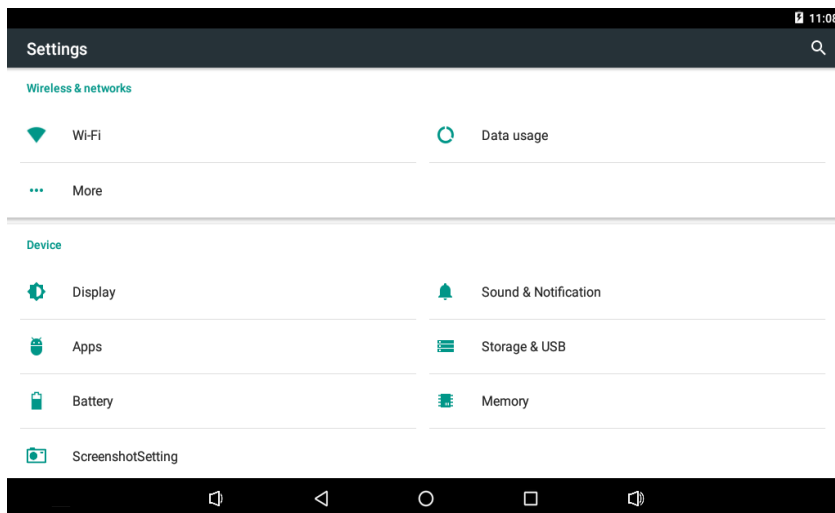 11:08
Settings
Wireless & networks
Wi-Fi
Data usage
More
Device
Display
Sound & Notification
Apps
Storage & USB
Battery
Memory
ScreenshotSetting